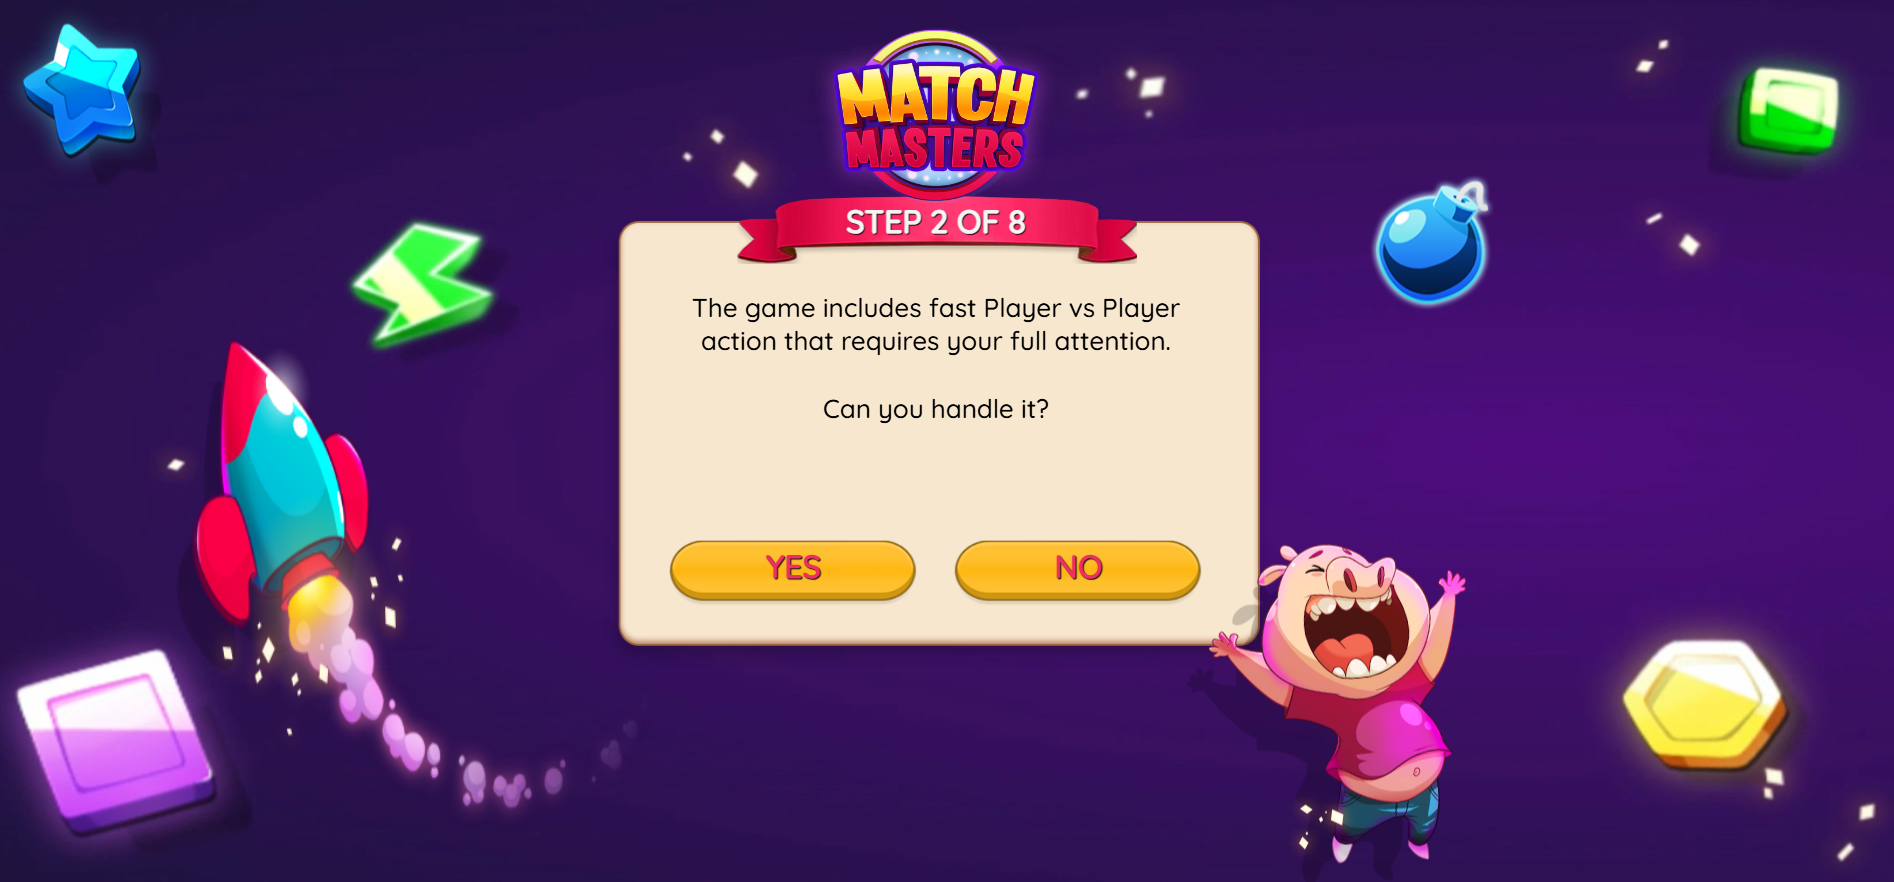 MATCH
MASTERS
STEP 2 OF 8
The game includes fast Player vs Player
action that requires your full attention.
Can you handle it?
YES
NO